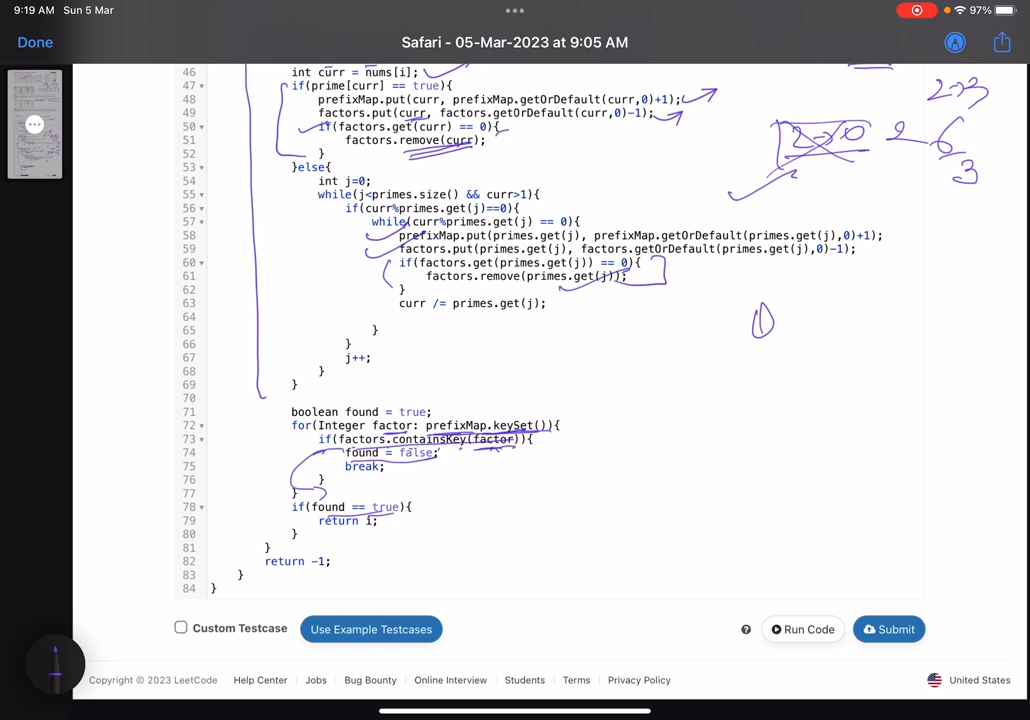 9:19 AM Sun 5 Mar
97%
Done
Safari - 05-Mar-2023 at 9:05 AM
46 int curr = nums[i];
47 if(prime[curr] == true){
48 prefixMap.put(curr, prefixMap.getOrDefault(curr,0)+1);
49 factors.put(curr, factors.getOrDefault(curr,0)-1);
50 if(factors.get(curr) == 0){
51 factors.remove(curr);
52 }
53 }else{
54 int j=0;
55 while(j<primes.size() && curr>1){
56 if(curr%primes.get(j)==0){
57 while(curr%primes.get(j) == 0){
58 prefixMap.put(primes.get(j), prefixMap.getOrDefault(primes.get(j),0)+1);
59 factors.put(primes.get(j), factors.getOrDefault(primes.get(j),0)-1);
60 if(factors.get(primes.get(j)) == 0){
61 factors.remove(primes.get(j));
62 }
63 curr /= primes.get(j);
64
65 }
66 }
67 j++;
68 }
69 }
70
71 boolean found = true;
72 for(Integer factor: prefixMap.keySet()){
73 if(factors.containsKey(factor)){
74 found = false;
75 break;
76 }
77 }
78 if(found == true){
79 return i;
80 }
81 }
82 return -1;
83 }
84 }
2→3
2→0 2 6
3
Custom Testcase
Use Example Testcases
?
Run Code
Submit
Copyright © 2023 LeetCode
Help Center
Jobs
Bug Bounty
Online Interview
Students
Terms
Privacy Policy
United States